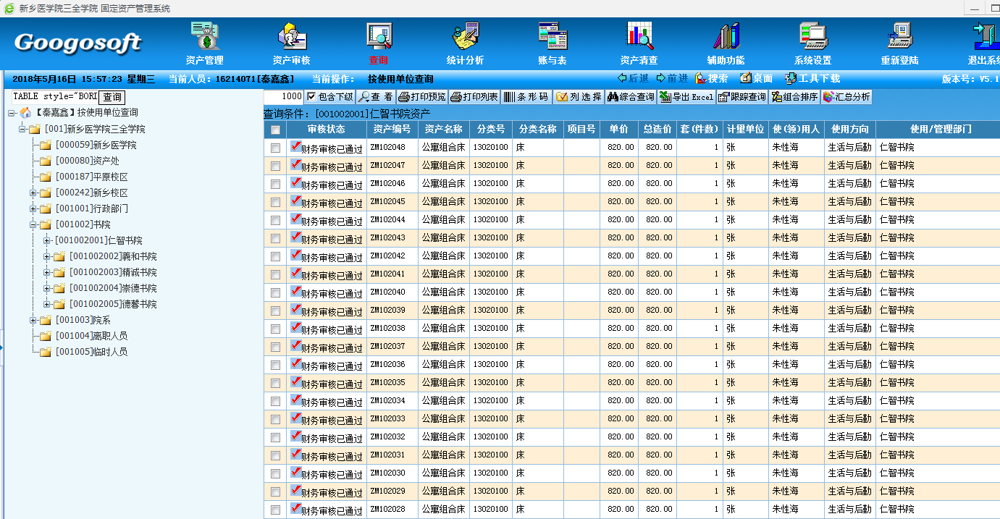 新乡医学院三全学院 固定资产管理系统
Googosoft
资产管理 资产审核 查询 统计分析 账与表 资产清查 辅助功能 系统设置 重新登陆 退出系统
2018年5月16日 15:57:23 星期三 当前人员：16214071[秦嘉鑫] 当前操作： 按使用单位查询 后退 前进 搜索 桌面 工具下载 版本号：V5.1
TABLE style="BORI 查询 1000 包含下级 查 看 打印预览 打印列表 条 形 码 列 选 择 综合查询 导出 Excel 跟踪查询 组合排序 汇总分析
【秦嘉鑫】按使用单位查询
[001]新乡医学院三全学院
[000059]新乡医学院
[000080]资产处
[000187]平原校区
[000242]新乡校区
[001001]行政部门
[001002]书院
[001002001]仁智书院
[001002002]羲和书院
[001002003]精诚书院
[001002004]崇德书院
[001002005]德馨书院
[001003]院系
[001004]离职人员
[001005]临时人员
查询条件：[001002001]仁智书院资产
审核状态 资产编号 资产名称 分类号 分类名称 项目号 单价 总造价 套(件数) 计量单位 使(领)用人 使用方向 使用/管理部门
财务审核已通过 ZM102048 公寓组合床 13020100 床 820.00 820.00 1 张 朱性海 生活与后勤 仁智书院
财务审核已通过 ZM102047 公寓组合床 13020100 床 820.00 820.00 1 张 朱性海 生活与后勤 仁智书院
财务审核已通过 ZM102046 公寓组合床 13020100 床 820.00 820.00 1 张 朱性海 生活与后勤 仁智书院
财务审核已通过 ZM102045 公寓组合床 13020100 床 820.00 820.00 1 张 朱性海 生活与后勤 仁智书院
财务审核已通过 ZM102044 公寓组合床 13020100 床 820.00 820.00 1 张 朱性海 生活与后勤 仁智书院
财务审核已通过 ZM102043 公寓组合床 13020100 床 820.00 820.00 1 张 朱性海 生活与后勤 仁智书院
财务审核已通过 ZM102042 公寓组合床 13020100 床 820.00 820.00 1 张 朱性海 生活与后勤 仁智书院
财务审核已通过 ZM102041 公寓组合床 13020100 床 820.00 820.00 1 张 朱性海 生活与后勤 仁智书院
财务审核已通过 ZM102040 公寓组合床 13020100 床 820.00 820.00 1 张 朱性海 生活与后勤 仁智书院
财务审核已通过 ZM102039 公寓组合床 13020100 床 820.00 820.00 1 张 朱性海 生活与后勤 仁智书院
财务审核已通过 ZM102038 公寓组合床 13020100 床 820.00 820.00 1 张 朱性海 生活与后勤 仁智书院
财务审核已通过 ZM102037 公寓组合床 13020100 床 820.00 820.00 1 张 朱性海 生活与后勤 仁智书院
财务审核已通过 ZM102036 公寓组合床 13020100 床 820.00 820.00 1 张 朱性海 生活与后勤 仁智书院
财务审核已通过 ZM102035 公寓组合床 13020100 床 820.00 820.00 1 张 朱性海 生活与后勤 仁智书院
财务审核已通过 ZM102034 公寓组合床 13020100 床 820.00 820.00 1 张 朱性海 生活与后勤 仁智书院
财务审核已通过 ZM102033 公寓组合床 13020100 床 820.00 820.00 1 张 朱性海 生活与后勤 仁智书院
财务审核已通过 ZM102032 公寓组合床 13020100 床 820.00 820.00 1 张 朱性海 生活与后勤 仁智书院
财务审核已通过 ZM102031 公寓组合床 13020100 床 820.00 820.00 1 张 朱性海 生活与后勤 仁智书院
财务审核已通过 ZM102030 公寓组合床 13020100 床 820.00 820.00 1 张 朱性海 生活与后勤 仁智书院
财务审核已通过 ZM102029 公寓组合床 13020100 床 820.00 820.00 1 张 朱性海 生活与后勤 仁智书院
财务审核已通过 ZM102028 公寓组合床 13020100 床 820.00 820.00 1 张 朱性海 生活与后勤 仁智书院